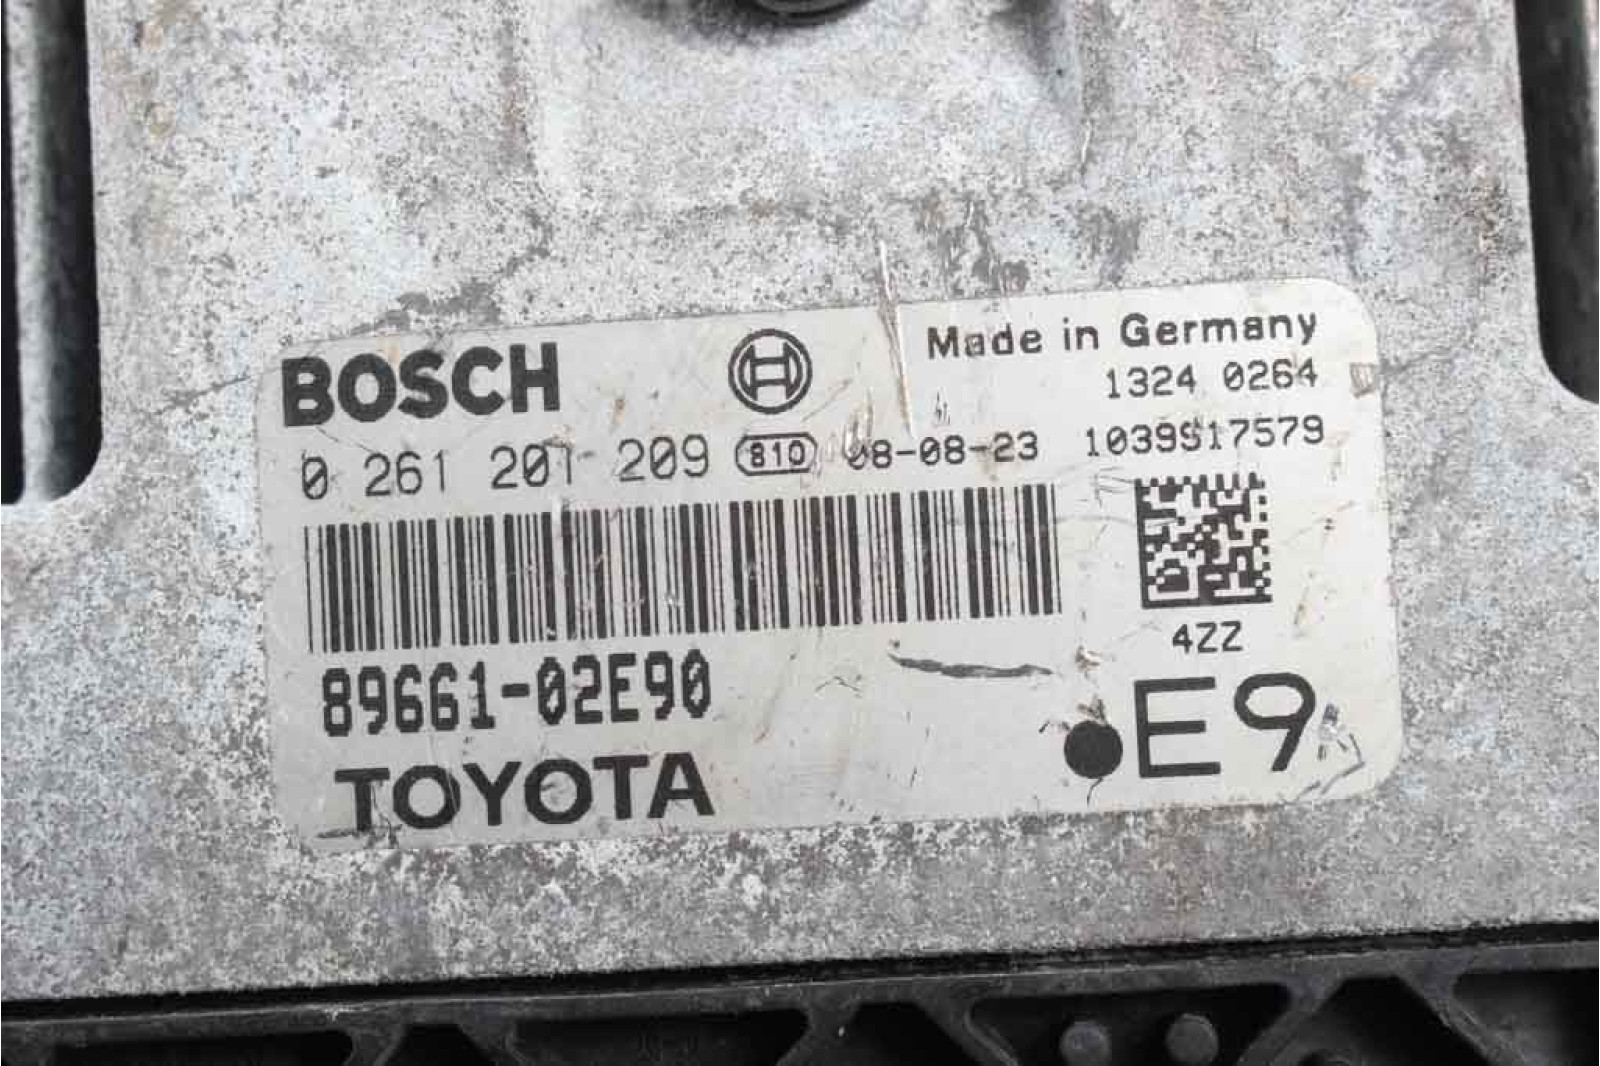 BOSCH
Made in Germany
1324 0264
0 261 201 209 810 08-08-23 1039S17579
4ZZ
89661-02E90
•E9
TOYOTA